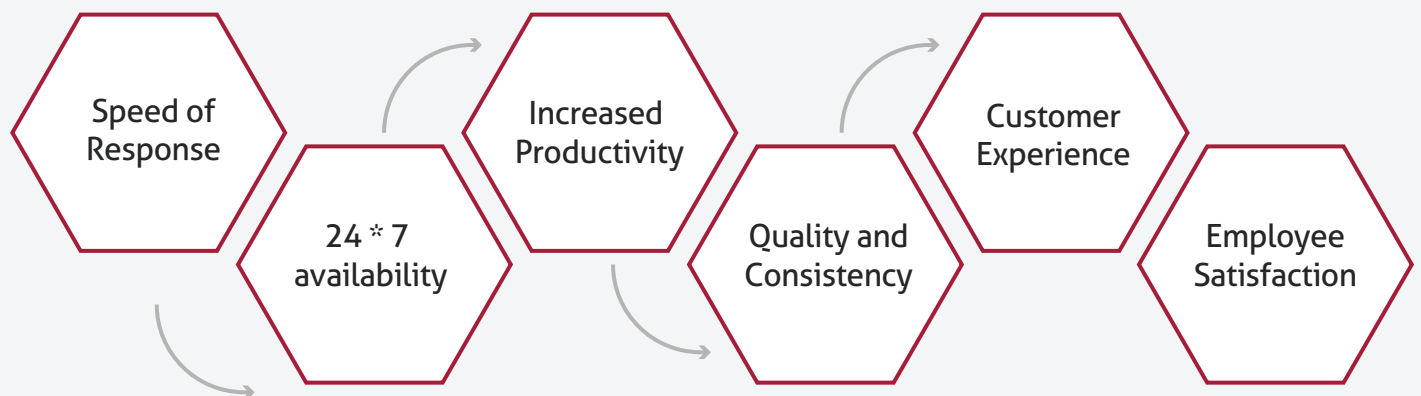 Speed of
Response
24 * 7
availability
Increased
Productivity
Quality and
Consistency
Customer
Experience
Employee
Satisfaction